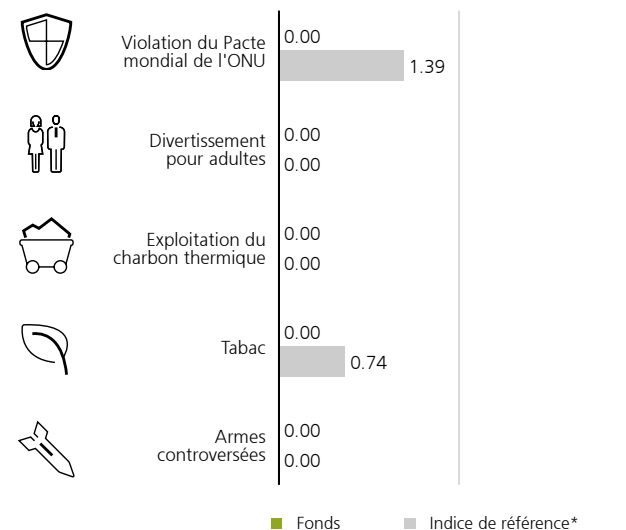 Violation du Pacte
mondial de l'ONU
0.00
1.39
Divertissement
pour adultes
0.00
0.00
Exploitation du
charbon thermique
0.00
0.00
Tabac
0.00
0.74
Armes
controversées
0.00
0.00
Fonds
Indice de référence*